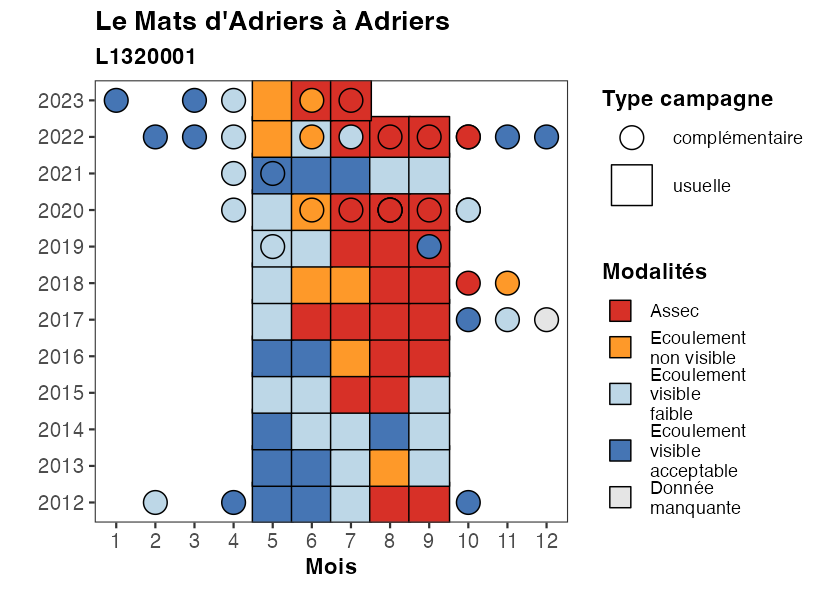 Le Mats d'Adriers à Adriers
L1320001
2023
2022
2021
2020
2019
2018
2017
2016
2015
2014
2013
2012
1 2 3 4 5 6 7 8 9 10 11 12
Mois
Type campagne
complémentaire
usuelle
Modalités
Assec
Ecoulement
non visible
Ecoulement
visible
faible
Ecoulement
visible
acceptable
Donnée
manquante